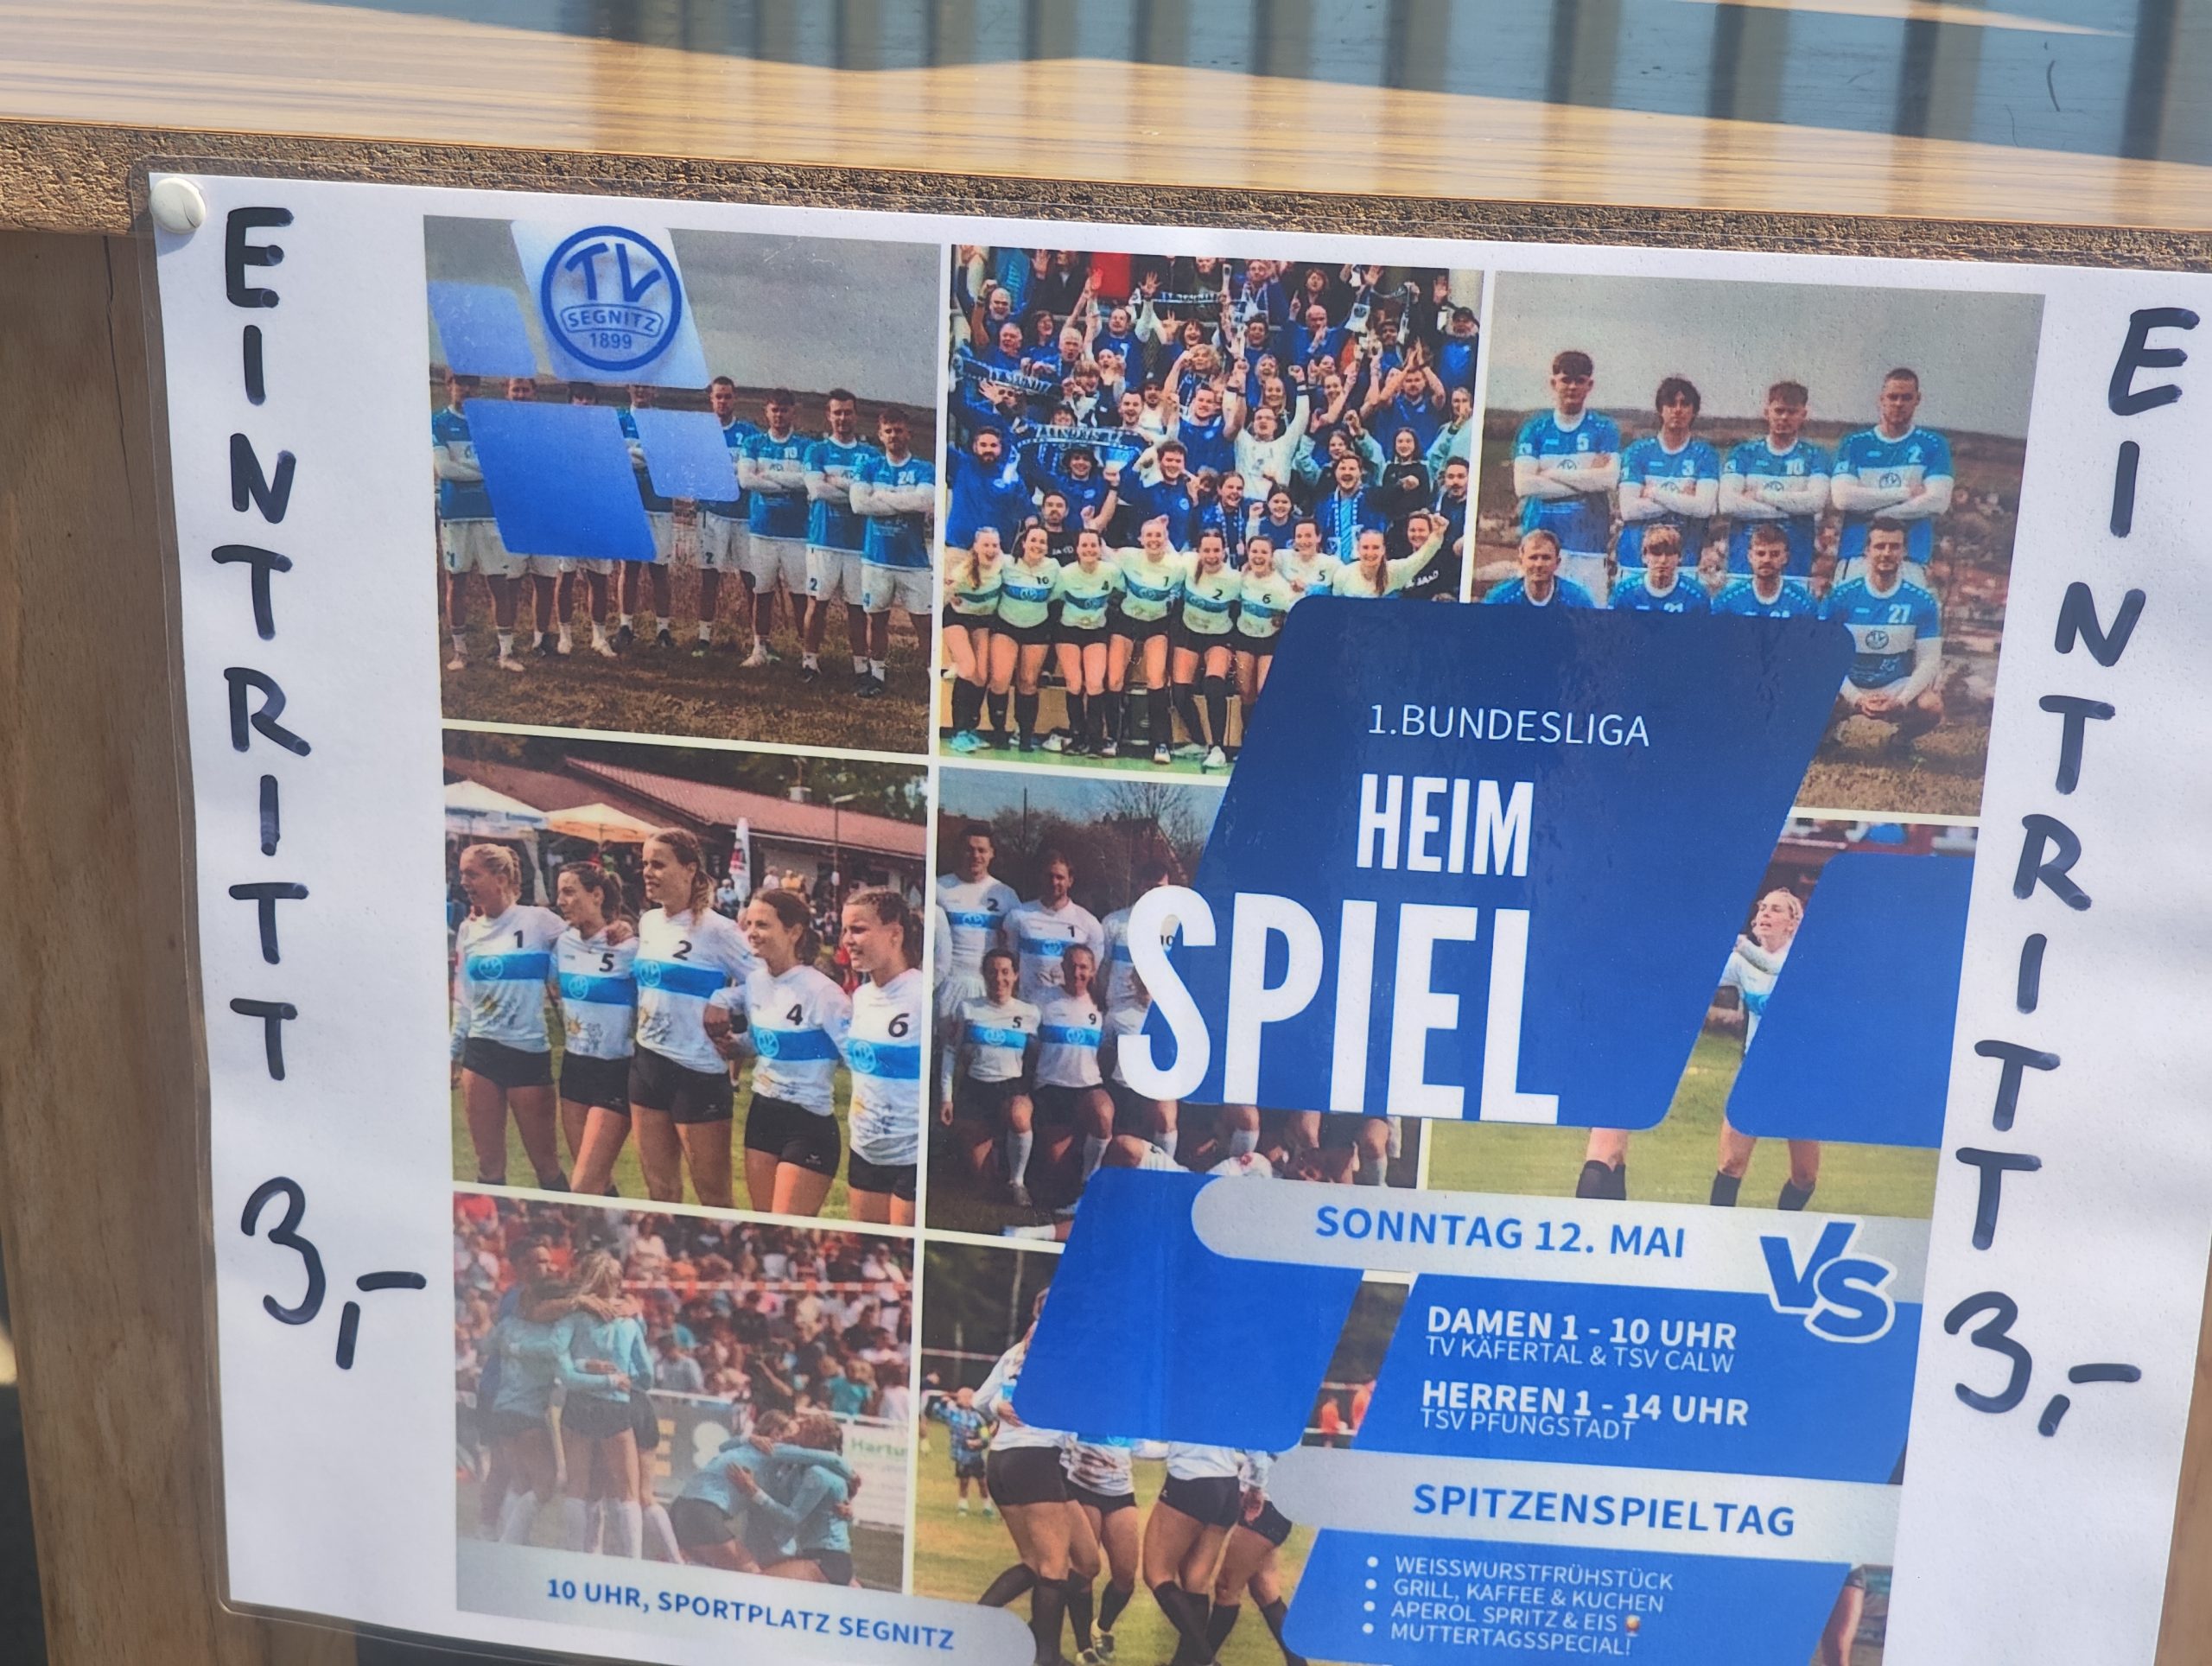 EINTRITT 3,-
TV
SEGNITZ
1899
1.BUNDESLIGA
HEIM
SPIEL
SONNTAG 12. MAI
VS
DAMEN 1 - 10 UHR
TV KÄFERTAL & TSV CALW
HERREN 1 - 14 UHR
TSV PFUNGSTADT
SPITZENSPIELTAG
WEISSWURSTFRÜHSTÜCK
GRILL, KAFFEE & KUCHEN
APEROL SPRITZ & EIS
MUTTERTAGSSPECIAL!
10 UHR, SPORTPLATZ SEGNITZ
EINTRITT 3,-